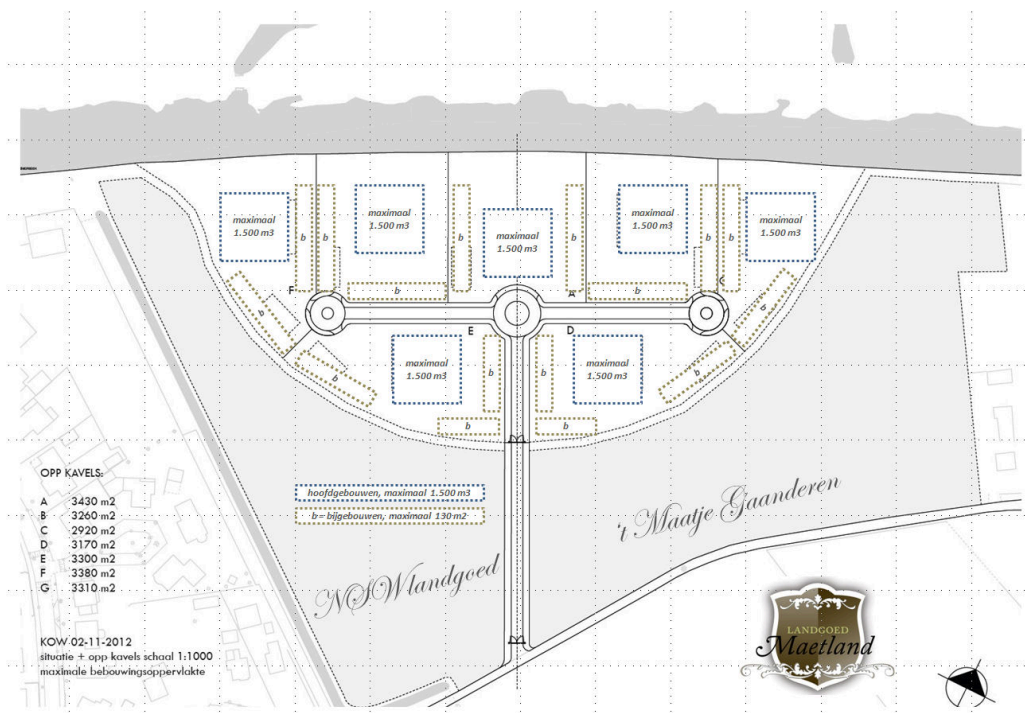 maximaal
1.500 m3
b
b
maximaal
1.500 m3
b
maximaal
1.500 m3
b
maximaal
1.500 m3
b
b
maximaal
1.500 m3
F
b
A
b
C
b
b
E
D
maximaal
1.500 m3
b
b
maximaal
1.500 m3
b
b
b
b
OPP KAVELS:
A 3430 m2
B 3260 m2
C 2920 m2
D 3170 m2
E 3300 m2
F 3380 m2
G 3310 m2
hoofdgebouwen, maximaal 1.500 m3
b = bijgebouwen, maximaal 130 m2
't Maatje Gaanderen
NSW landgoed
KOW 02-11-2012
situatie + opp kavels schaal 1:1000
maximale bebouwingsoppervlakte
LANDGOED
Maetland